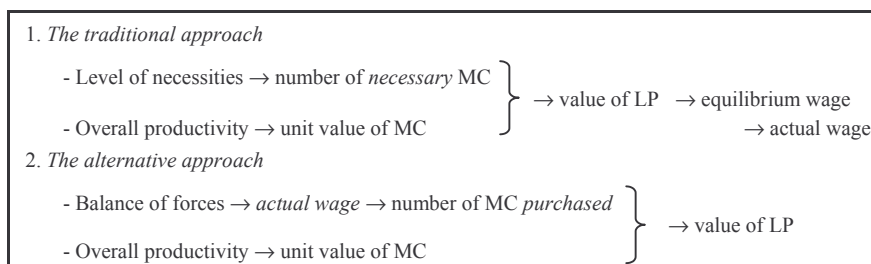 1. The traditional approach
- Level of necessities → number of necessary MC
→ value of LP → equilibrium wage
- Overall productivity → unit value of MC
→ actual wage
2. The alternative approach
- Balance of forces → actual wage → number of MC purchased
→ value of LP
- Overall productivity → unit value of MC